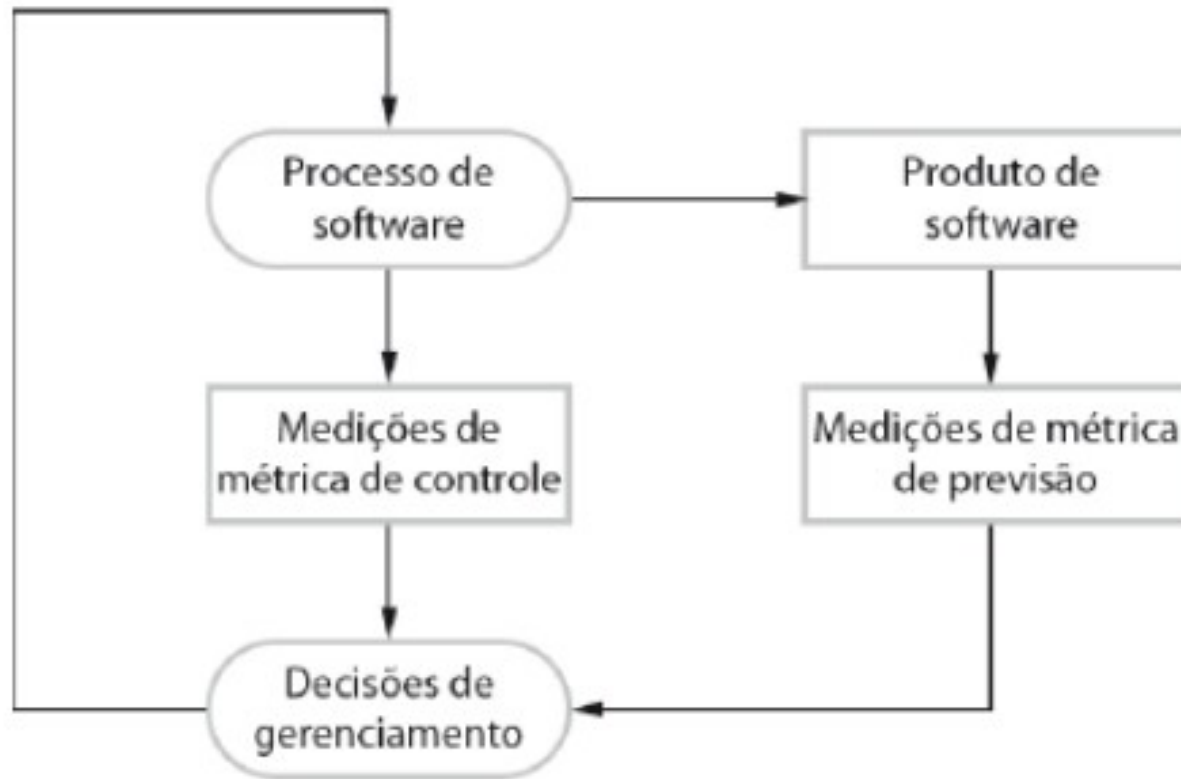 Processo de
software
Produto de
software
Medições de
métrica de controle
Medições de métrica
de previsão
Decisões de
gerenciamento